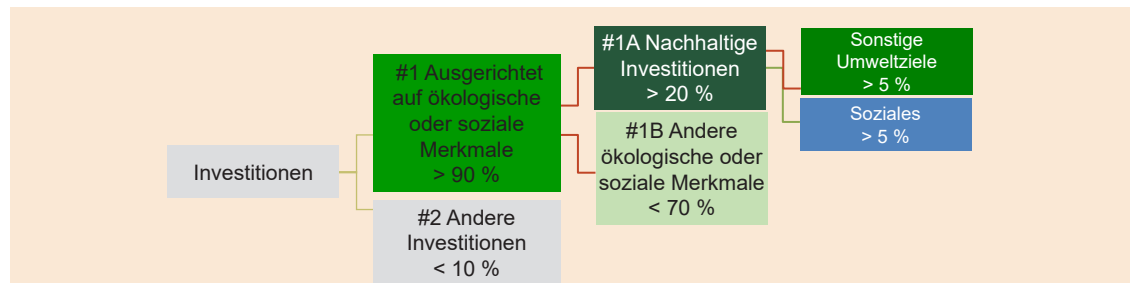 Investitionen
#1 Ausgerichtet
auf ökologische
oder soziale
Merkmale
> 90 %
#2 Andere
Investitionen
< 10 %
#1A Nachhaltige
Investitionen
> 20 %
#1B Andere
ökologische oder
soziale Merkmale
< 70 %
Sonstige
Umweltziele
> 5 %
Soziales
> 5 %